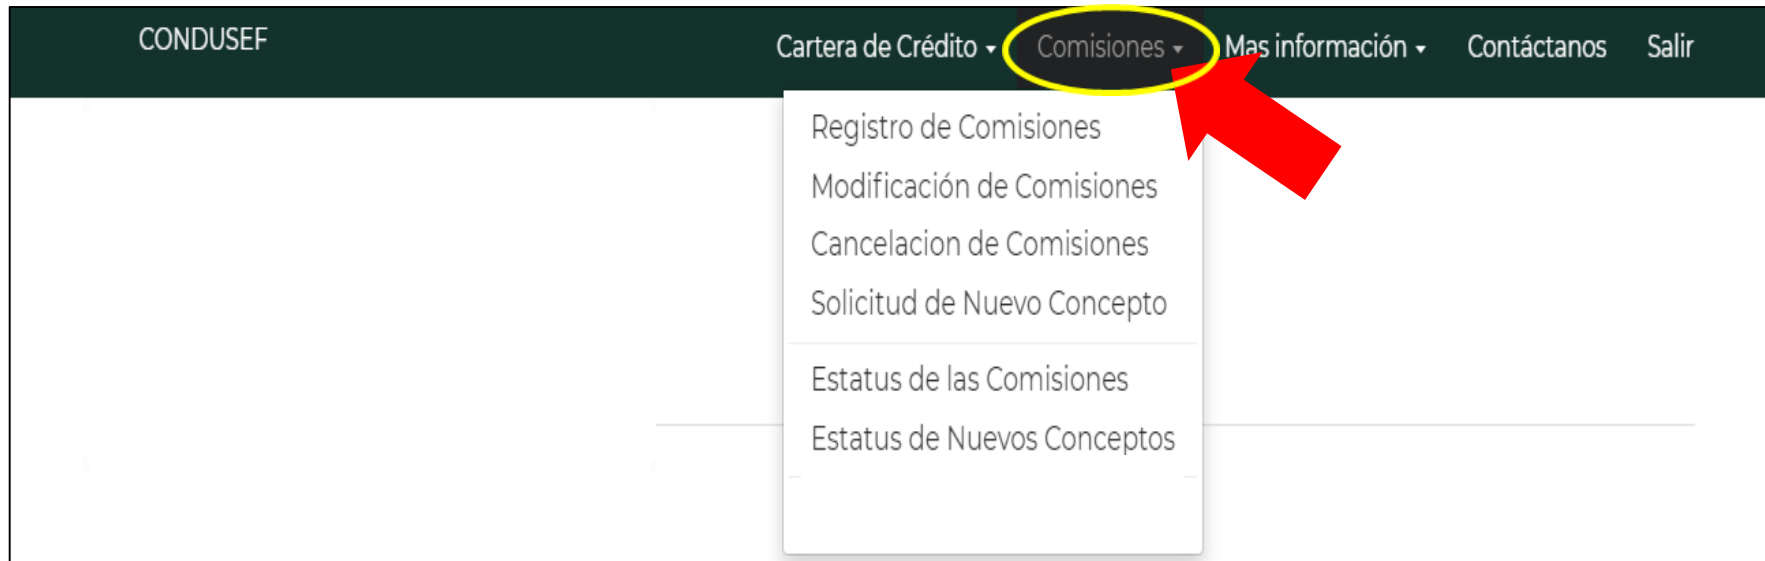 CONDUSEF
Cartera de Crédito Comisiones Mas información Contáctanos Salir
Registro de Comisiones
Modificación de Comisiones
Cancelacion de Comisiones
Solicitud de Nuevo Concepto
Estatus de las Comisiones
Estatus de Nuevos Conceptos